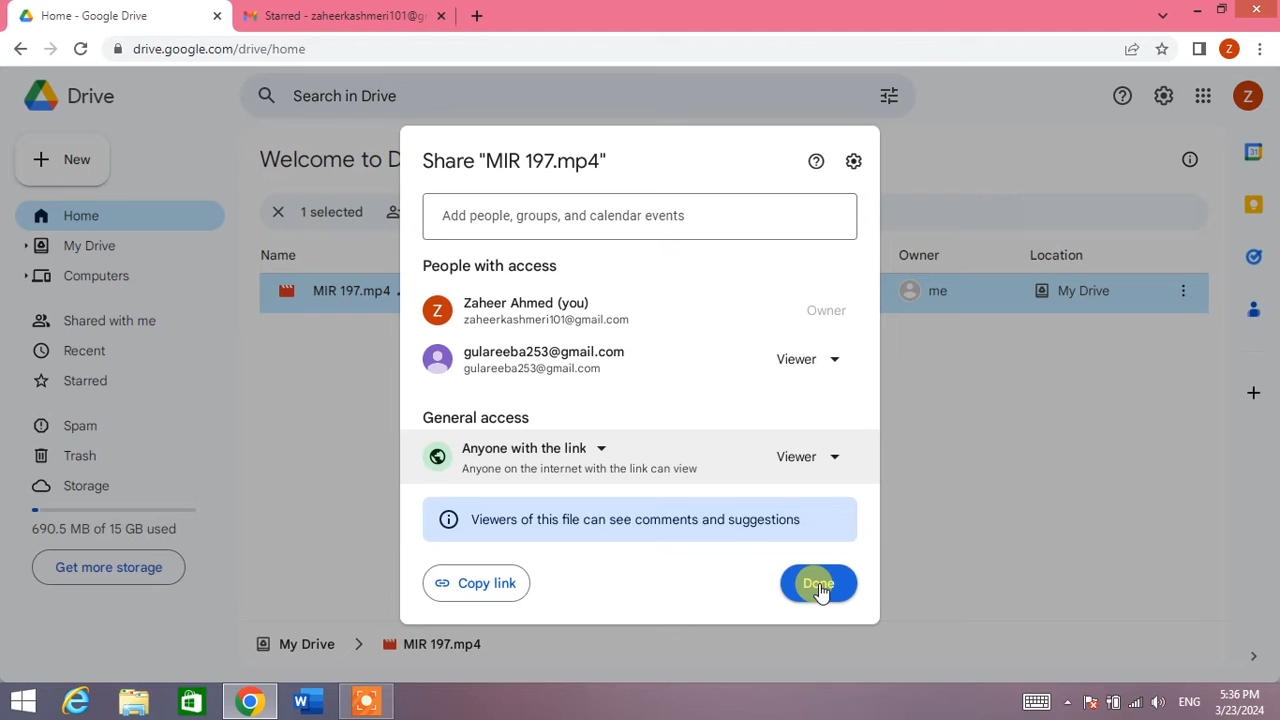 Home - Google Drive
Starred - zaheerkashmeri101@g
drive.google.com/drive/home
Z
Drive
Search in Drive
Z
New
Welcome to D
Share "MIR 197.mp4"
1 selected
Add people, groups, and calendar events
Home
My Drive
Computers
Shared with me
Recent
Starred
Spam
Trash
Storage
690.5 MB of 15 GB used
Get more storage
Name
Owner
Location
MIR 197.mp4
me
My Drive
People with access
Z
Zaheer Ahmed (you)
zaheerkashmeri101@gmail.com
Owner
gulareeba253@gmail.com
gulareeba253@gmail.com
Viewer
General access
Anyone with the link
Anyone on the internet with the link can view
Viewer
Viewers of this file can see comments and suggestions
Copy link
Done
My Drive
MIR 197.mp4
31
ENG
5:36 PM
3/23/2024